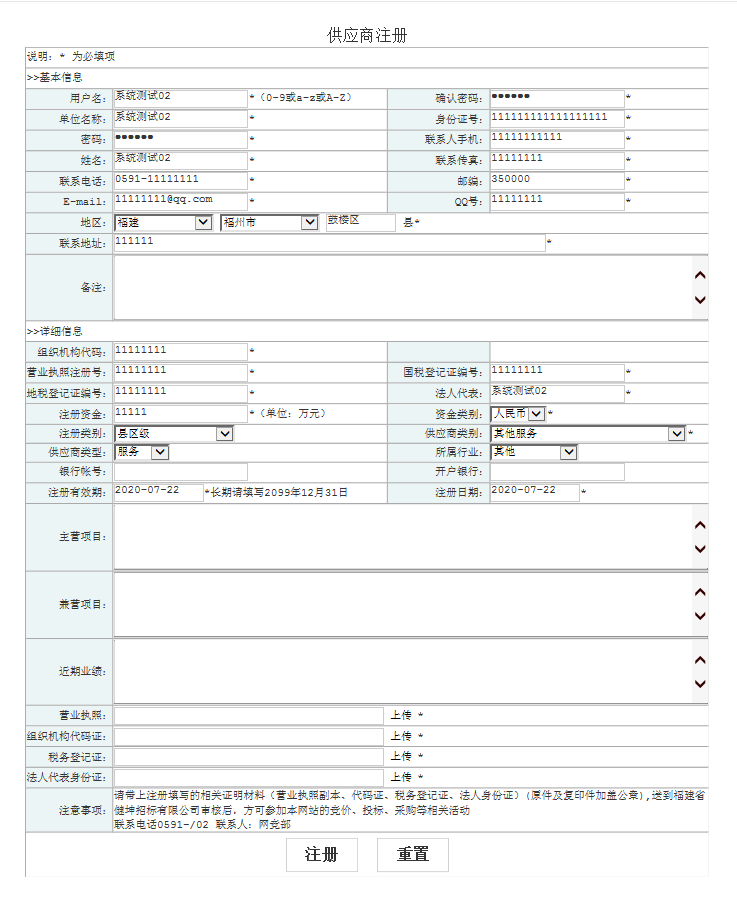 供应商注册
说明: * 为必填项
>>基本信息
用户名: 系统测试02 *（0-9或a-z或A-Z） 确认密码: ●●●●●● *
单位名称: 系统测试02 * 身份证号: 111111111111111111 *
密码: ●●●●●● * 联系人手机: 11111111111 *
姓名: 系统测试02 * 联系传真: 11111111 *
联系电话: 0591-11111111 * 邮编: 350000 *
E-mail: 11111111@qq.com * QQ号: 11111111 *
地区: 福建 福州市 鼓楼区 县*
联系地址: 111111 *
备注:
>>详细信息
组织机构代码: 11111111 *
营业执照注册号: 11111111 * 国税登记证编号: 11111111 *
地税登记证编号: 11111111 * 法人代表: 系统测试02 *
注册资金: 11111 *（单位: 万元） 资金类别: 人民币 *
注册类别: 县区级 供应商类别: 其他服务 *
供应商类型: 服务 所属行业: 其他
银行帐号: 开户银行:
注册有效期: 2020-07-22 *长期请填写2099年12月31日 注册日期: 2020-07-22 *
主营项目:
兼营项目:
近期业绩:
营业执照: 上传 *
组织机构代码证: 上传 *
税务登记证: 上传 *
法人代表身份证: 上传 *
注意事项: 请带上注册填写的相关证明材料（营业执照副本、代码证、税务登记证、法人身份证）(原件及复印件加盖公章),送到福建省
健坤招标有限公司审核后，方可参加本网站的竞价、投标、采购等相关活动
联系电话0591-/02 联系人: 网竞部
注册 重置